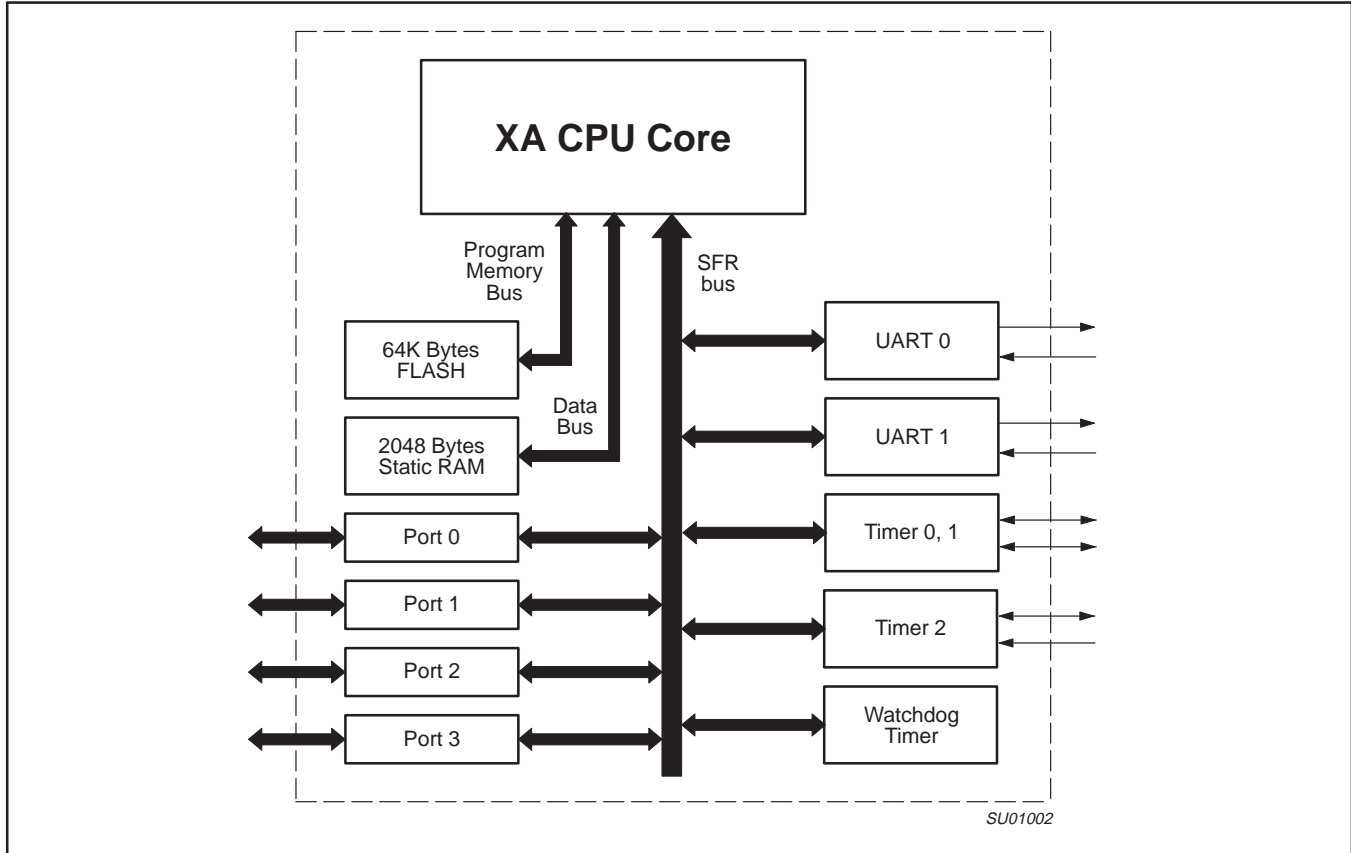 XA CPU Core
Program
Memory
Bus
SFR
bus
64K Bytes
FLASH
Data
Bus
2048 Bytes
Static RAM
Port 0
Port 1
Port 2
Port 3
UART 0
UART 1
Timer 0, 1
Timer 2
Watchdog
Timer
SU01002